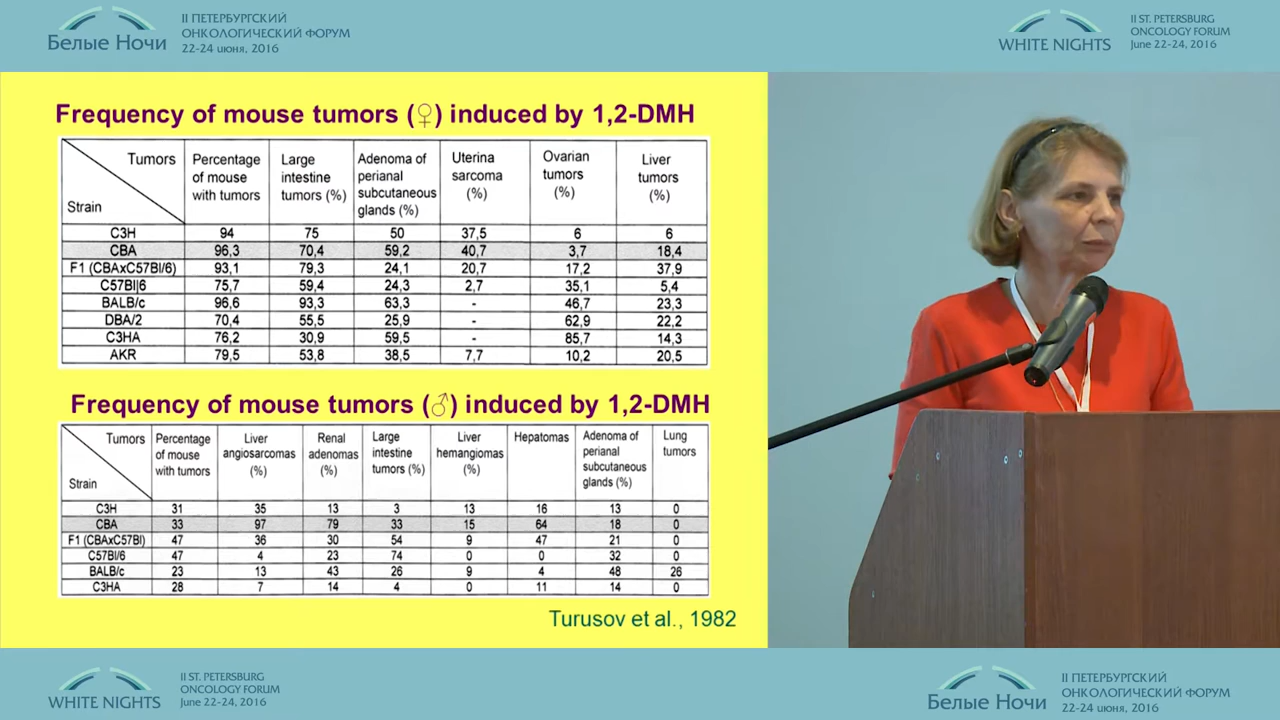 Белые Ночи
II ПЕТЕРБУРГСКИЙ
ОНКОЛОГИЧЕСКИЙ ФОРУМ
22-24 июня, 2016
WHITE NIGHTS
II ST. PETERSBURG
ONCOLOGY FORUM
June 22-24, 2016
Frequency of mouse tumors (♀) induced by 1,2-DMH
Tumors
Strain
Percentage
of mouse
with tumors
Large
intestine
tumors (%)
Adenoma of
perianal
subcutaneous
glands (%)
Uterina
sarcoma
(%)
Ovarian
tumors
(%)
Liver
tumors
(%)
C3H 94 75 50 37,5 6 6
CBA 96,3 70,4 59,2 40,7 3,7 18,4
F1 (CBAxC57Bl/6) 93,1 79,3 24,1 20,7 17,2 37,9
C57Bl|6 75,7 59,4 24,3 2,7 35,1 5,4
BALB/c 96,6 93,3 63,3 - 46,7 23,3
DBA/2 70,4 55,5 25,9 - 62,9 22,2
C3HA 76,2 30,9 59,5 - 85,7 14,3
AKR 79,5 53,8 38,5 7,7 10,2 20,5
Frequency of mouse tumors (♂) induced by 1,2-DMH
Tumors
Strain
Percentage
of mouse
with tumors
Liver
angiosarcomas
(%)
Renal
adenomas
(%)
Large
intestine
tumors (%)
Liver
hemangiomas
(%)
Hepatomas
Adenoma of
perianal
subcutaneous
glands (%)
Lung
tumors
C3H 31 35 13 3 13 16 13 0
CBA 33 97 79 33 15 64 18 0
F1 (CBAxC57Bl) 47 36 30 54 9 47 21 0
C57Bl/6 47 4 23 74 0 0 32 0
BALB/c 23 13 43 26 9 4 48 26
C3HA 28 7 14 4 0 11 14 0
Turusov et al., 1982
WHITE NIGHTS
II ST. PETERSBURG
ONCOLOGY FORUM
June 22-24, 2016
Белые Ночи
II ПЕТЕРБУРГСКИЙ
ОНКОЛОГИЧЕСКИЙ ФОРУМ
22-24 июня, 2016